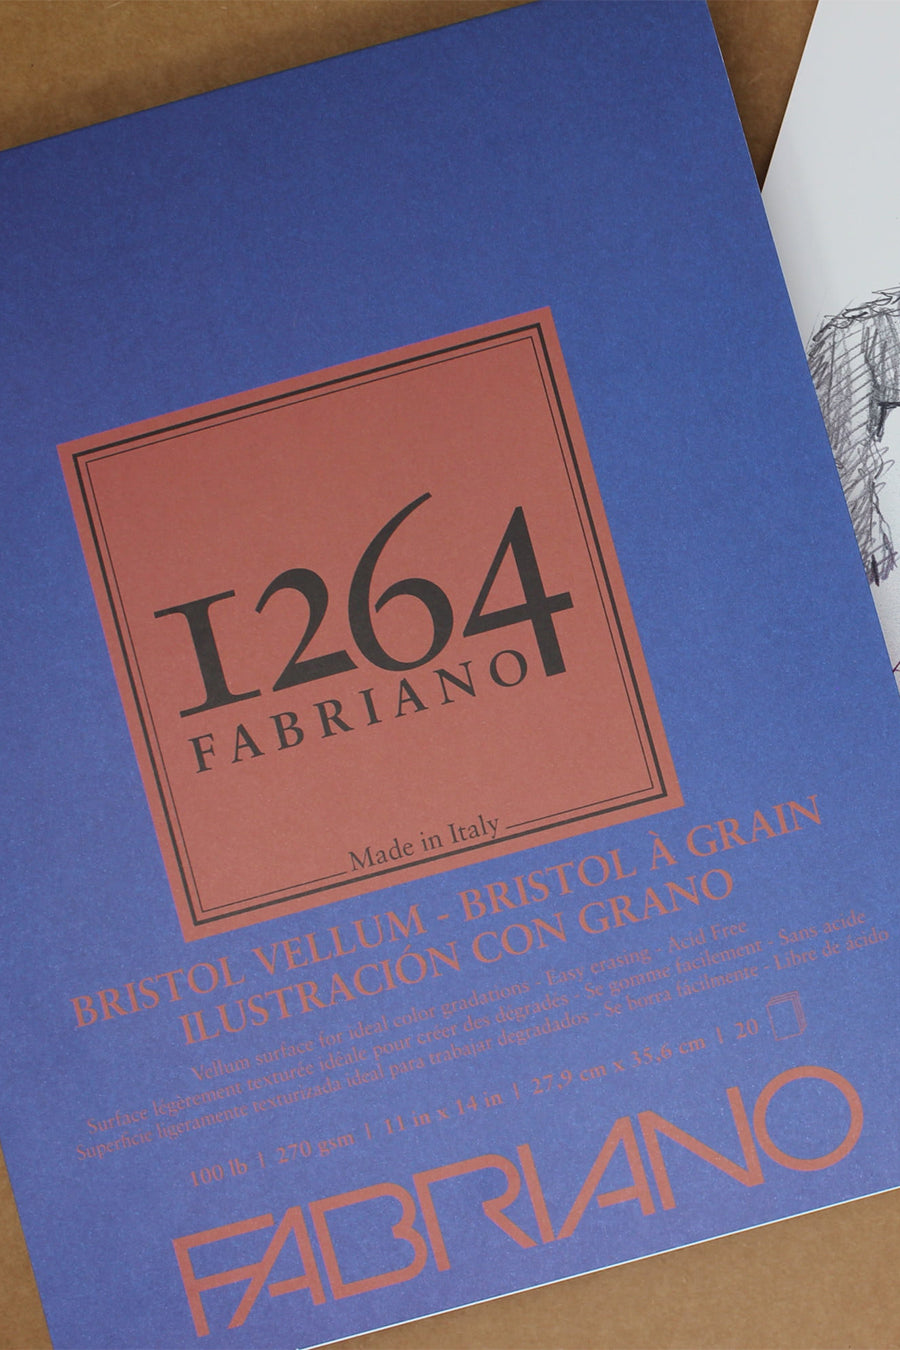 1264
FABRIANO
Made in Italy
BRISTOL VELLUM - BRISTOL À GRAIN
ILUSTRACIÓN CON GRANO
Vellum surface for ideal color gradations - Easy erasing - Acid Free
Surface légèrement texturée idéale pour créer des dégrades - Se gomme facilement - Sans acide
Superficie ligeramente texturizada ideal para trabajar degradados - Se borra fácilmente - Libre de ácido
100 lb | 270 gsm | 11 in x 14 in | 27,9 cm x 35,6 cm | 20
FABRIANO